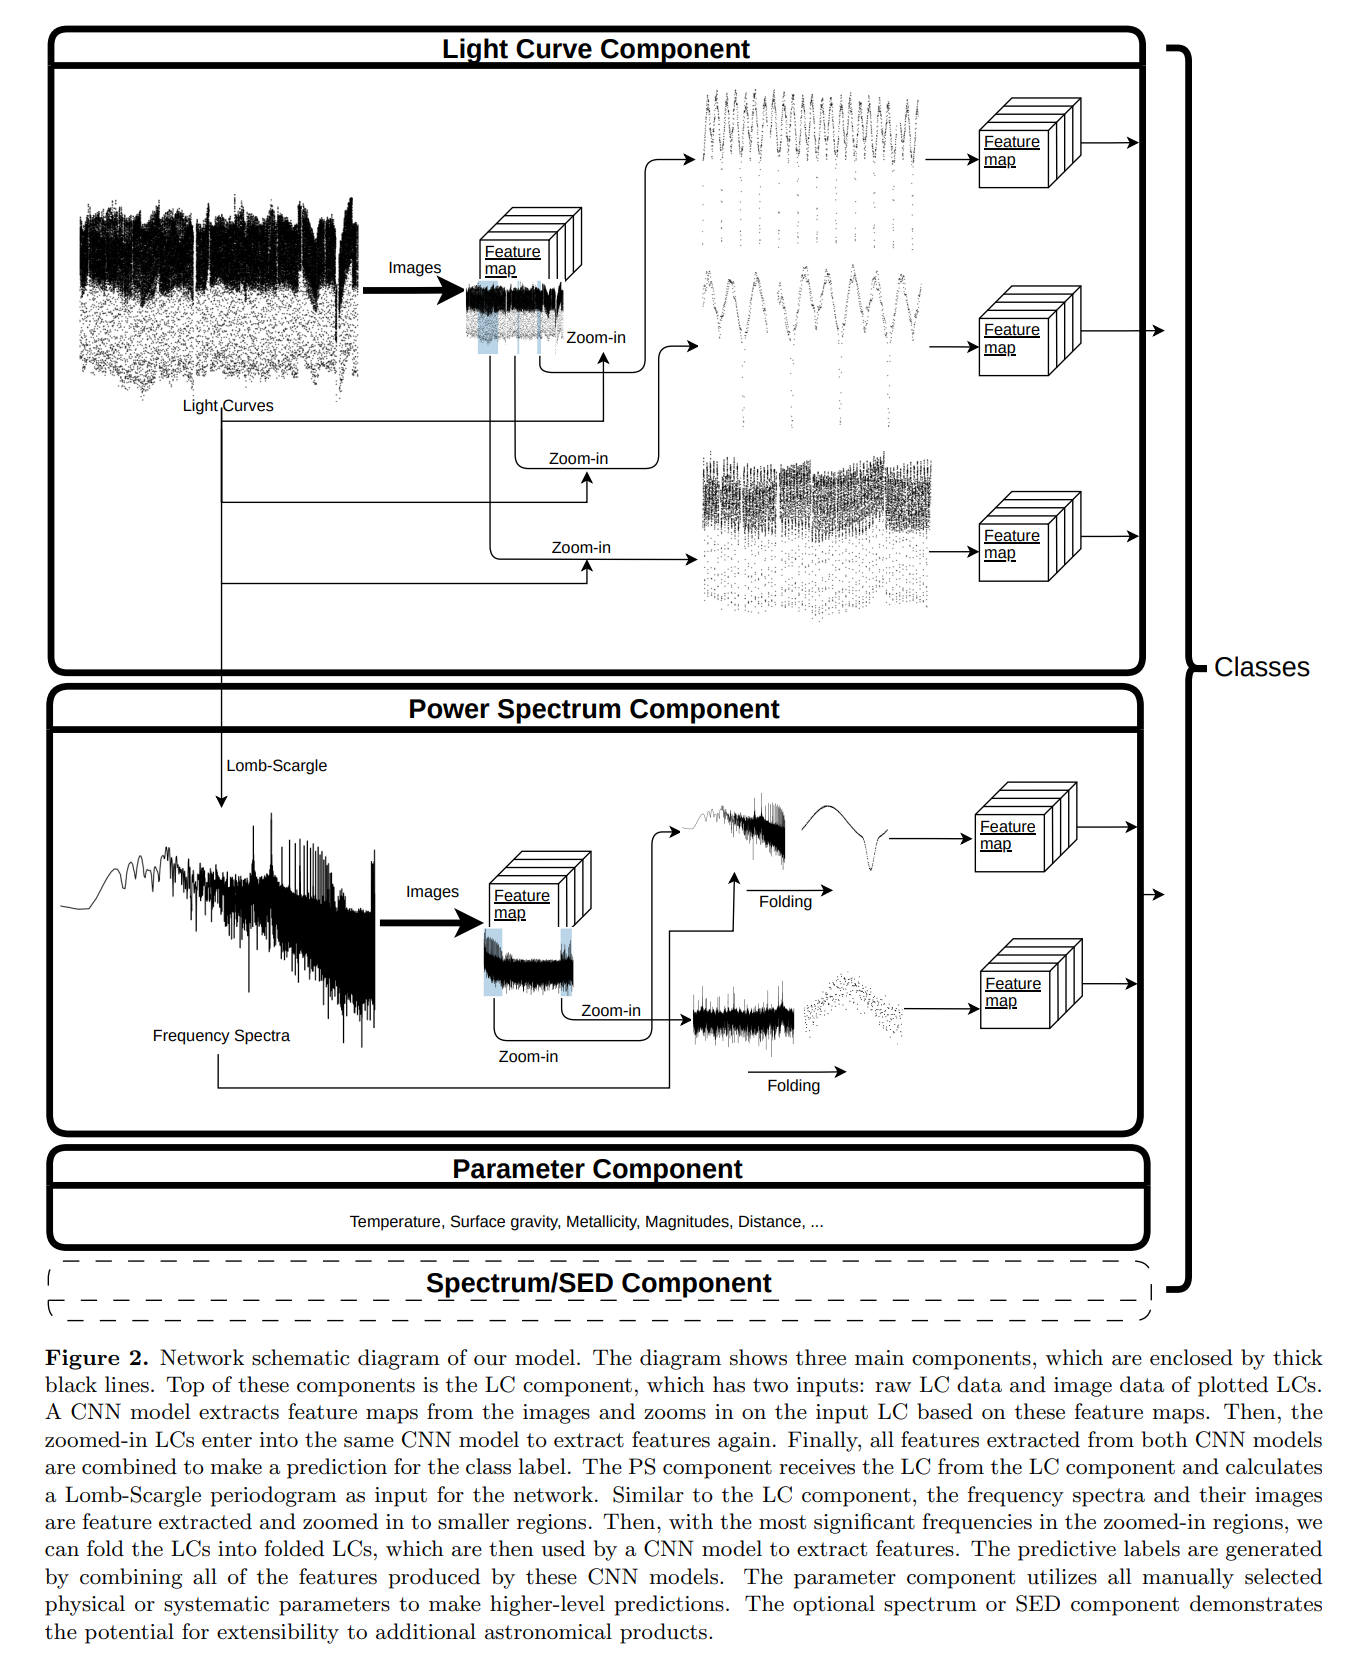 Light Curve Component
Feature
map
Images
Feature
map
Zoom-in
Feature
map
Light Curves
Zoom-in
Zoom-in
Feature
map
Classes
Power Spectrum Component
Lomb-Scargle
Feature
map
Images
Feature
map
Folding
Feature
map
Zoom-in
Frequency Spectra
Zoom-in
Folding
Parameter Component
Temperature, Surface gravity, Metallicity, Magnitudes, Distance, ...
Spectrum/SED Component
Figure 2. Network schematic diagram of our model. The diagram shows three main components, which are enclosed by thick
black lines. Top of these components is the LC component, which has two inputs: raw LC data and image data of plotted LCs.
A CNN model extracts feature maps from the images and zooms in on the input LC based on these feature maps. Then, the
zoomed-in LCs enter into the same CNN model to extract features again. Finally, all features extracted from both CNN models
are combined to make a prediction for the class label. The PS component receives the LC from the LC component and calculates
a Lomb-Scargle periodogram as input for the network. Similar to the LC component, the frequency spectra and their images
are feature extracted and zoomed in to smaller regions. Then, with the most significant frequencies in the zoomed-in regions, we
can fold the LCs into folded LCs, which are then used by a CNN model to extract features. The predictive labels are generated
by combining all of the features produced by these CNN models. The parameter component utilizes all manually selected
physical or systematic parameters to make higher-level predictions. The optional spectrum or SED component demonstrates
the potential for extensibility to additional astronomical products.